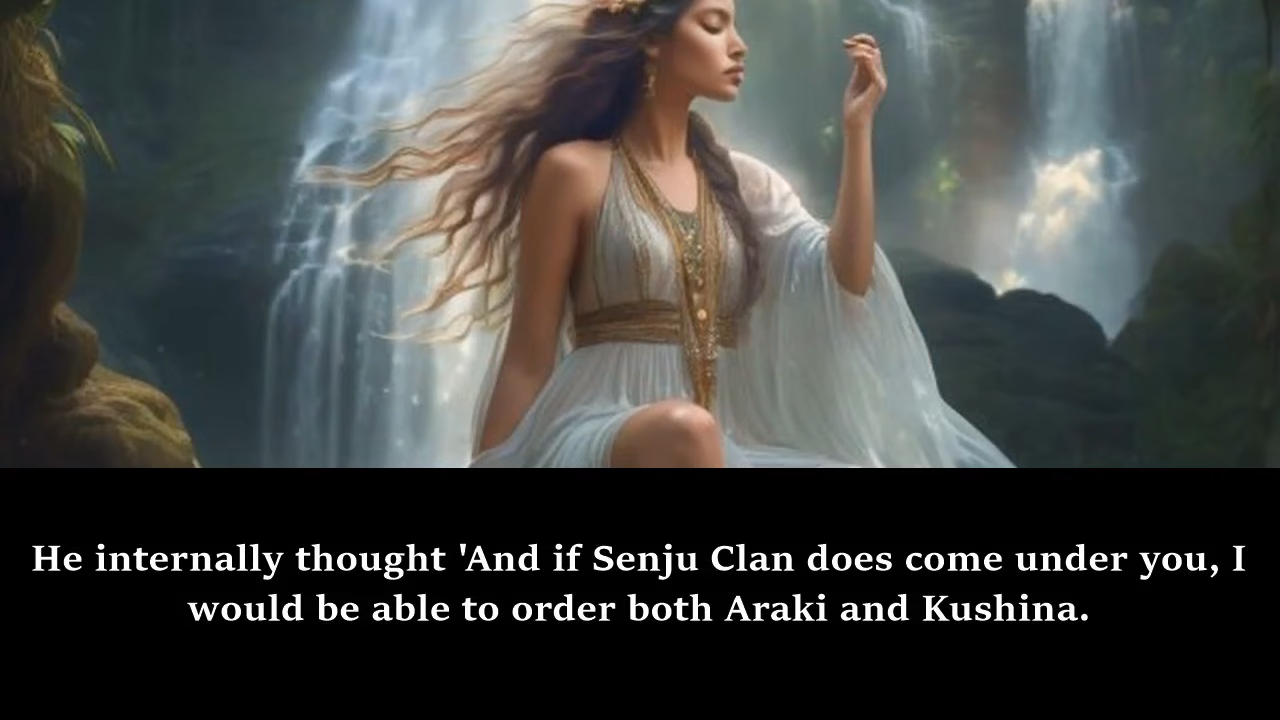 He internally thought 'And if Senju Clan does come under you, I
would be able to order both Araki and Kushina.